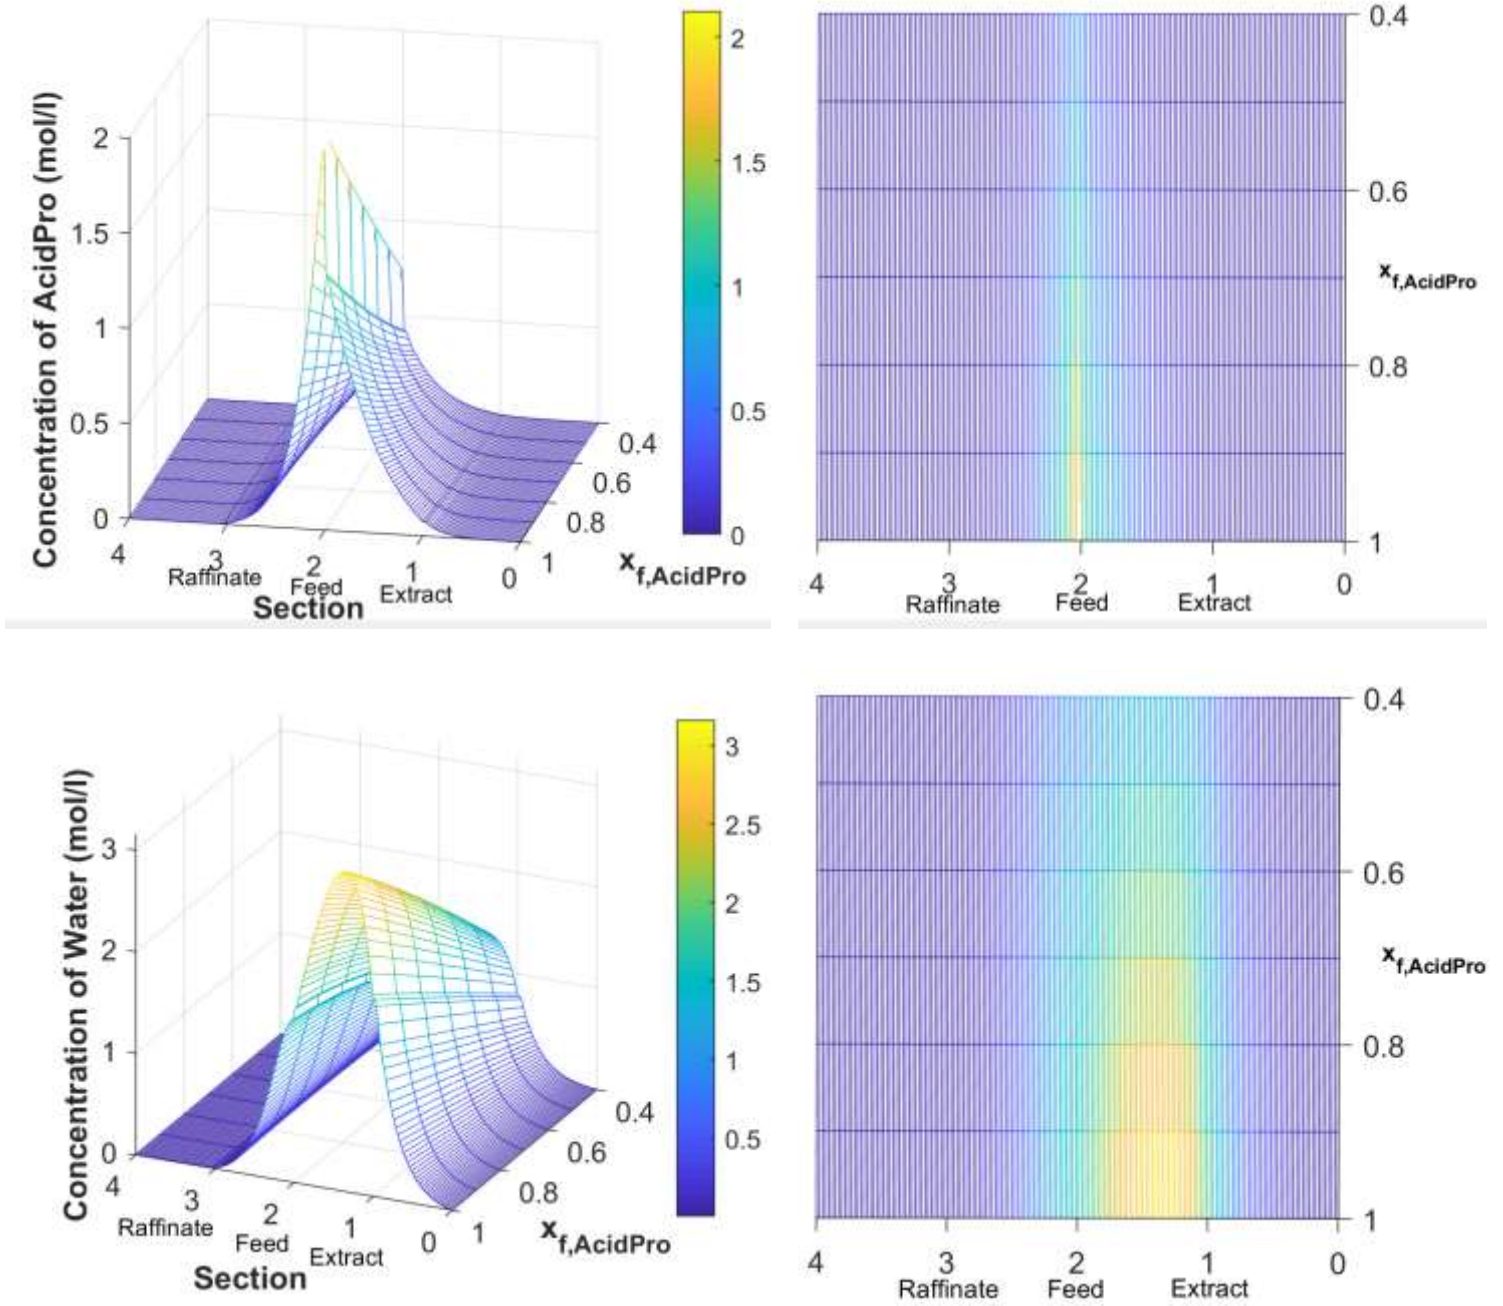 Concentration of AcidPro (mol/l)
2
1.5
1
0.5
0
4
3
2
1
0
Raffinate
Feed
Extract
Section
0.4
0.6
0.8
1
x f,AcidPro
2
1.5
1
0.5
0
0.4
0.6
x f,AcidPro
0.8
1
4 3 2 1 0
Raffinate Feed Extract
Concentration of Water (mol/l)
3
2
1
0
4
3
2
1
0
Raffinate
Feed
Extract
Section
0.4
0.6
0.8
1
x f,AcidPro
3
2.5
2
1.5
1
0.5
0.4
0.6
x f,AcidPro
0.8
1
4 3 2 1 0
Raffinate Feed Extract